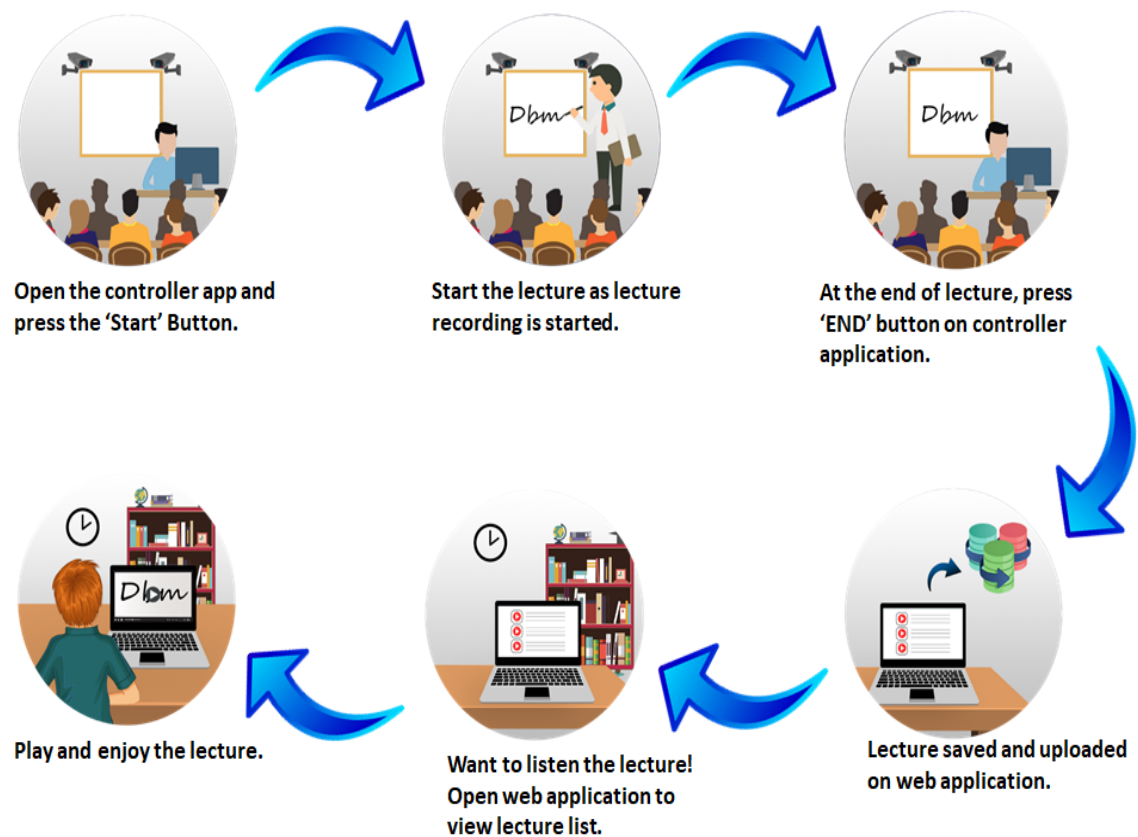 Dbm
Dbm
Open the controller app and
press the ‘Start’ Button.
Start the lecture as lecture
recording is started.
At the end of lecture, press
‘END’ button on controller
application.
Lecture saved and uploaded
on web application.
Want to listen the lecture!
Open web application to
view lecture list.
Dbm
Play and enjoy the lecture.